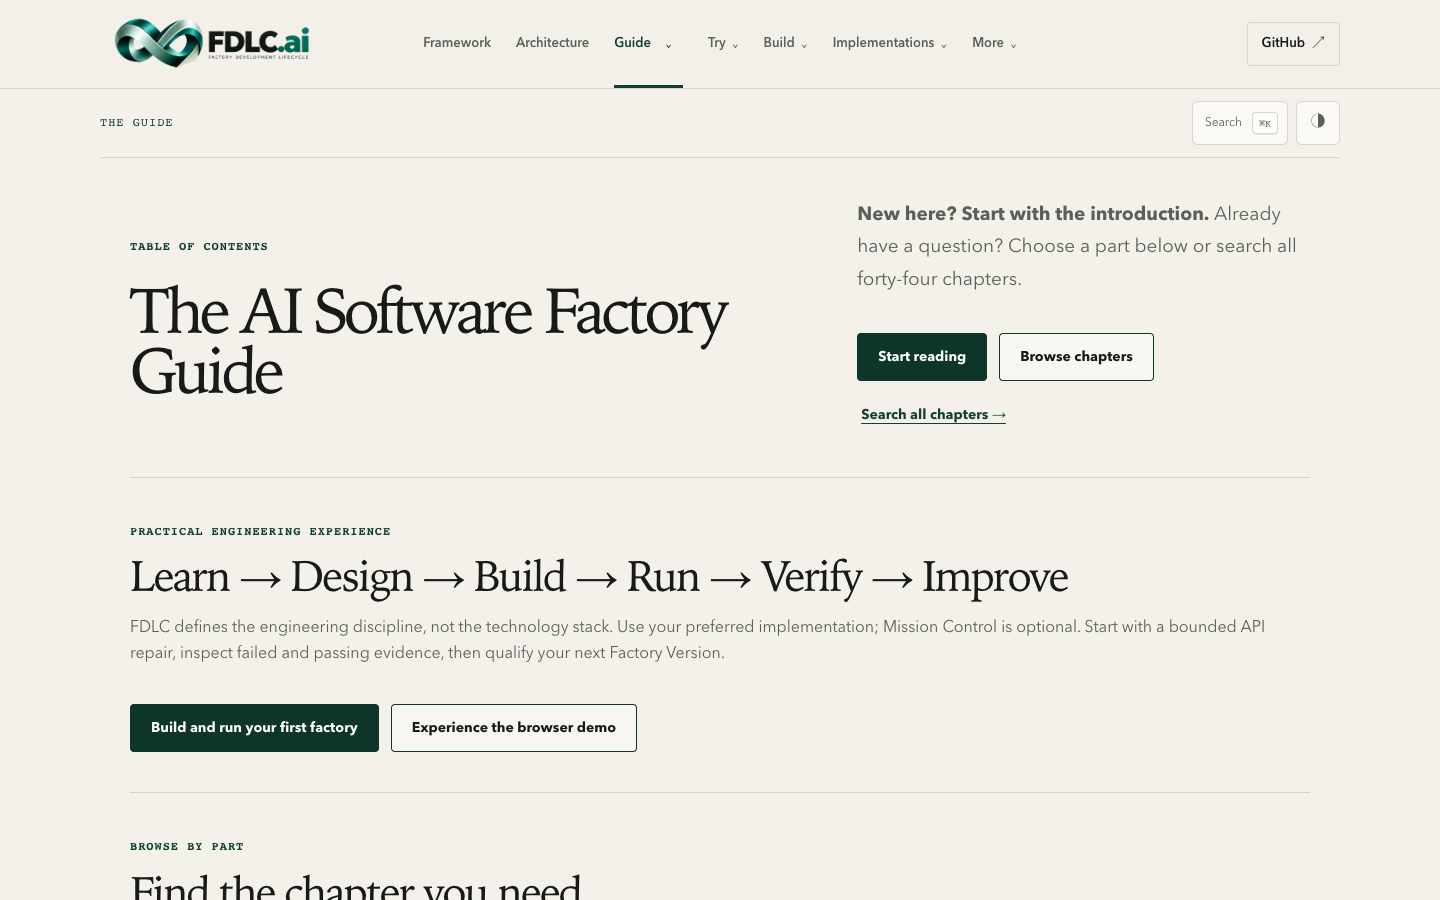 FDLC.ai
FACTORY DEVELOPMENT LIFECYCLE
Framework
Architecture
Guide
Try
Build
Implementations
More
GitHub ↗
THE GUIDE
Search ⌘K
TABLE OF CONTENTS
The AI Software Factory
Guide
New here? Start with the introduction. Already
have a question? Choose a part below or search all
forty-four chapters.
Start reading
Browse chapters
Search all chapters →
PRACTICAL ENGINEERING EXPERIENCE
Learn → Design → Build → Run → Verify → Improve
FDLC defines the engineering discipline, not the technology stack. Use your preferred implementation; Mission Control is optional. Start with a bounded API
repair, inspect failed and passing evidence, then qualify your next Factory Version.
Build and run your first factory
Experience the browser demo
BROWSE BY PART
Find the chapter you need